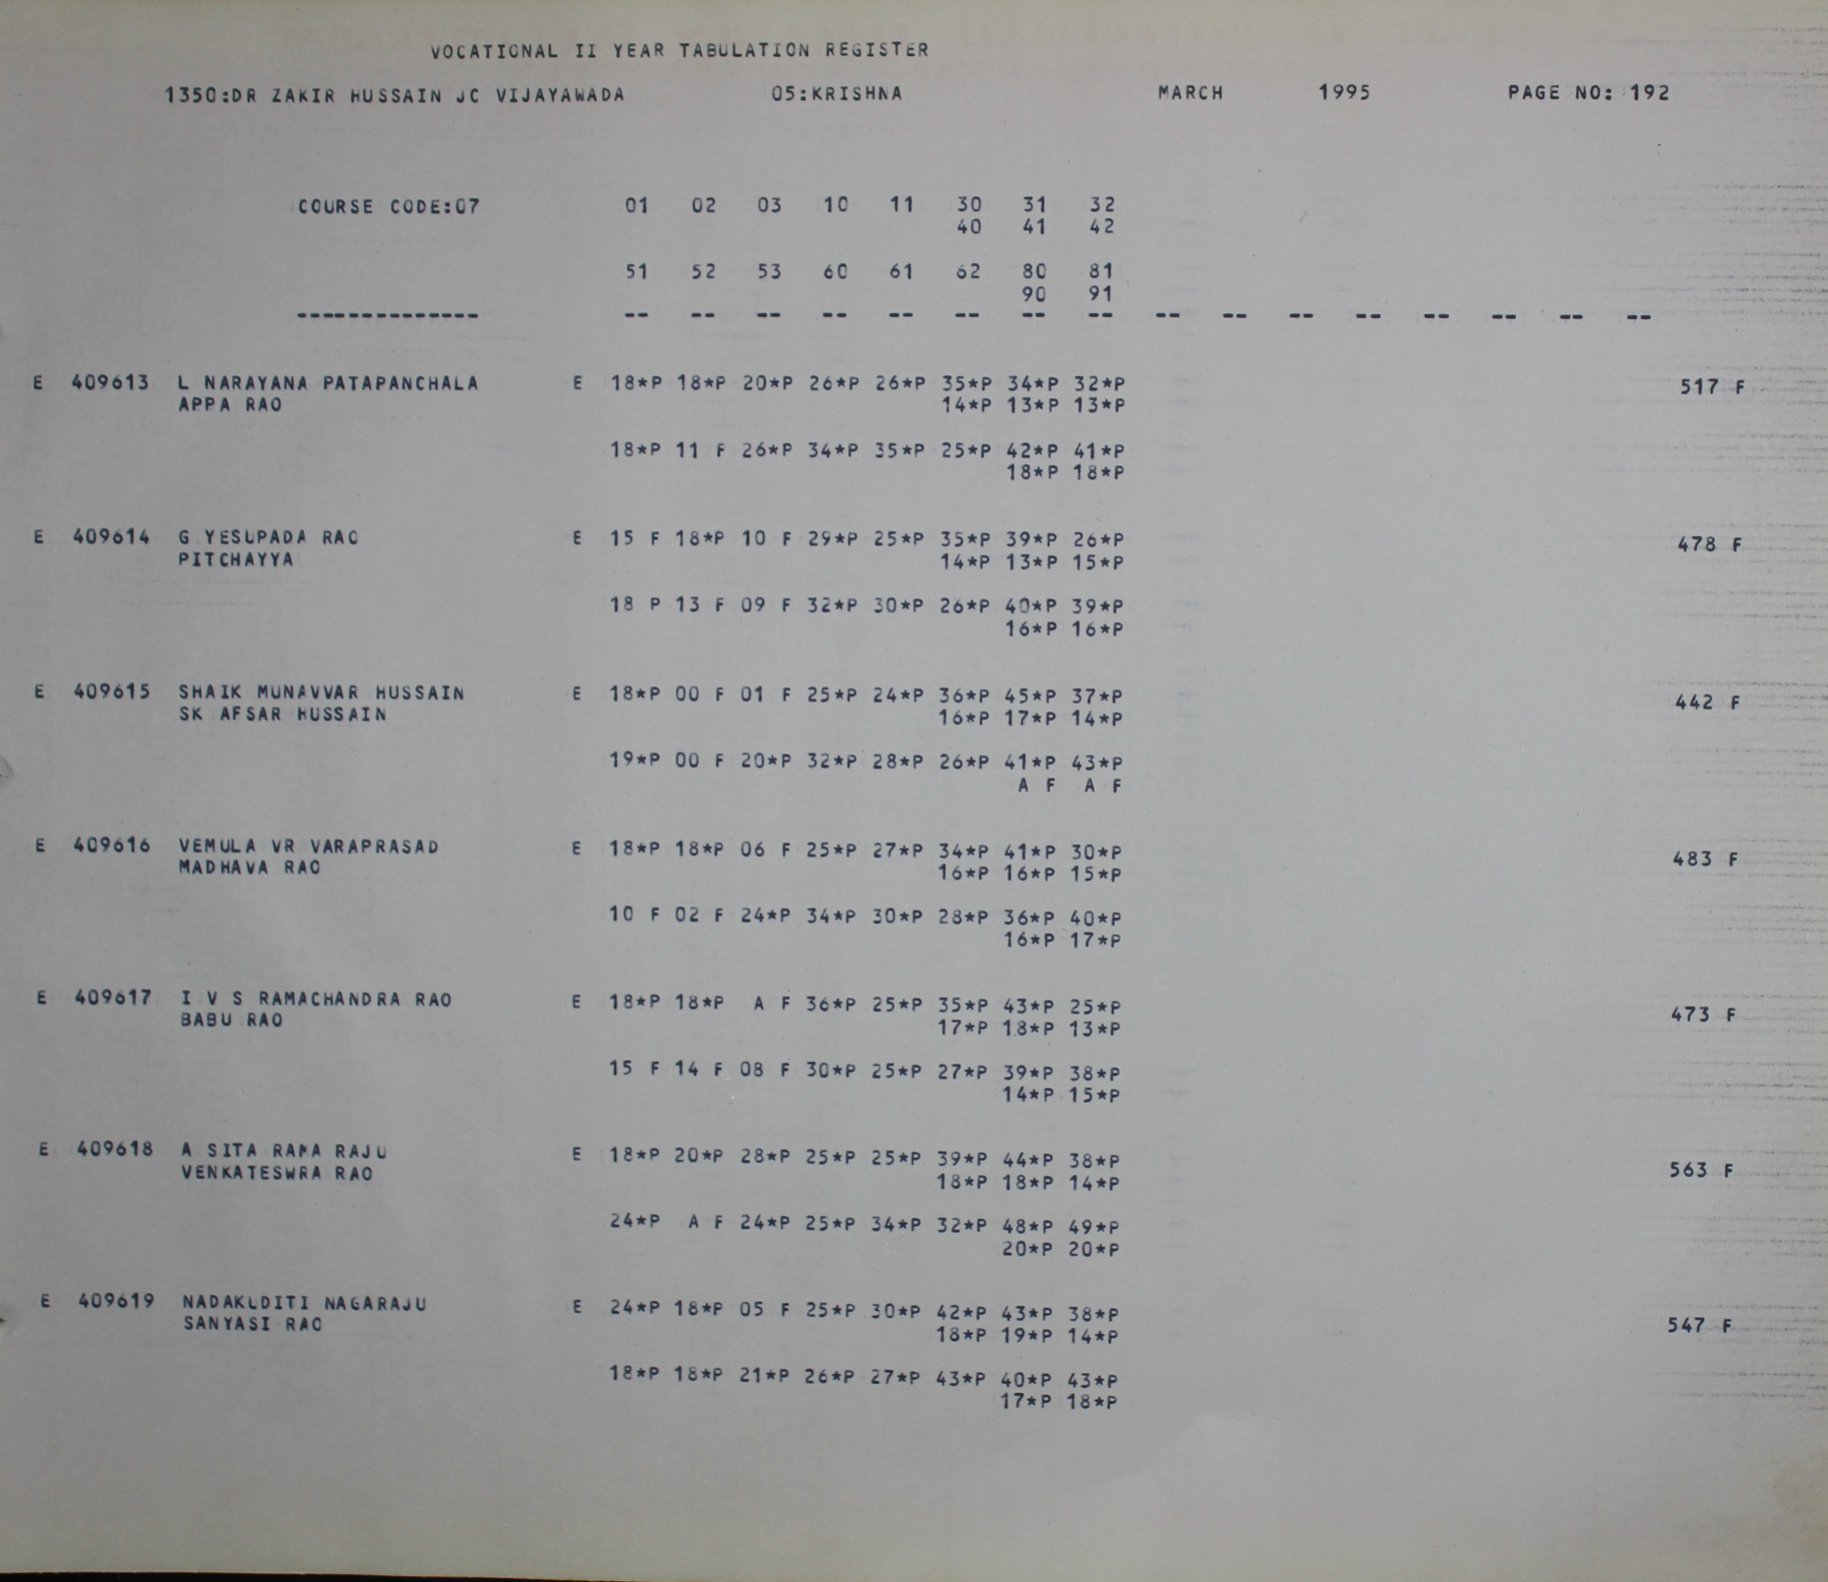 VOCATIONAL II YEAR TABULATION REGISTER
1350:DR ZAKIR HUSSAIN JC VIJAYAWADA 05:KRISHNA MARCH 1995 PAGE NO: 192
COURSE CODE:07 01 02 03 10 11 30 31 32
40 41 42
51 52 53 60 61 62 80 81
90 91
-------------- -- -- -- -- -- -- -- -- -- -- -- -- -- -- -- --
E 409613 L NARAYANA PATAPANCHALA E 18*P 18*P 20*P 26*P 26*P 35*P 34*P 32*P 517 F
APPA RAO 14*P 13*P 13*P
18*P 11 F 26*P 34*P 35*P 25*P 42*P 41*P
18*P 18*P
E 409614 G YESUPADA RAO E 15 F 18*P 10 F 29*P 25*P 35*P 39*P 26*P 478 F
PITCHAYYA 14*P 13*P 15*P
18 P 13 F 09 F 32*P 30*P 26*P 40*P 39*P
16*P 16*P
E 409615 SHAIK MUNAVVAR HUSSAIN E 18*P 00 F 01 F 25*P 24*P 36*P 45*P 37*P 442 F
SK AFSAR HUSSAIN 16*P 17*P 14*P
19*P 00 F 20*P 32*P 28*P 26*P 41*P 43*P
A F A F
E 409616 VEMULA VR VARAPRASAD E 18*P 18*P 06 F 25*P 27*P 34*P 41*P 30*P 483 F
MADHAVA RAO 16*P 16*P 15*P
10 F 02 F 24*P 34*P 30*P 28*P 36*P 40*P
16*P 17*P
E 409617 I V S RAMACHANDRA RAO E 18*P 18*P A F 36*P 25*P 35*P 43*P 25*P 473 F
BABU RAO 17*P 18*P 13*P
15 F 14 F 08 F 30*P 25*P 27*P 39*P 38*P
14*P 15*P
E 409618 A SITA RAMA RAJU E 18*P 20*P 28*P 25*P 25*P 39*P 44*P 38*P 563 F
VENKATESWRA RAO 18*P 18*P 14*P
24*P A F 24*P 25*P 34*P 32*P 48*P 49*P
20*P 20*P
E 409619 NADAKUDITI NAGARAJU E 24*P 18*P 05 F 25*P 30*P 42*P 43*P 38*P 547 F
SANYASI RAO 18*P 19*P 14*P
18*P 18*P 21*P 26*P 27*P 43*P 40*P 43*P
17*P 18*P